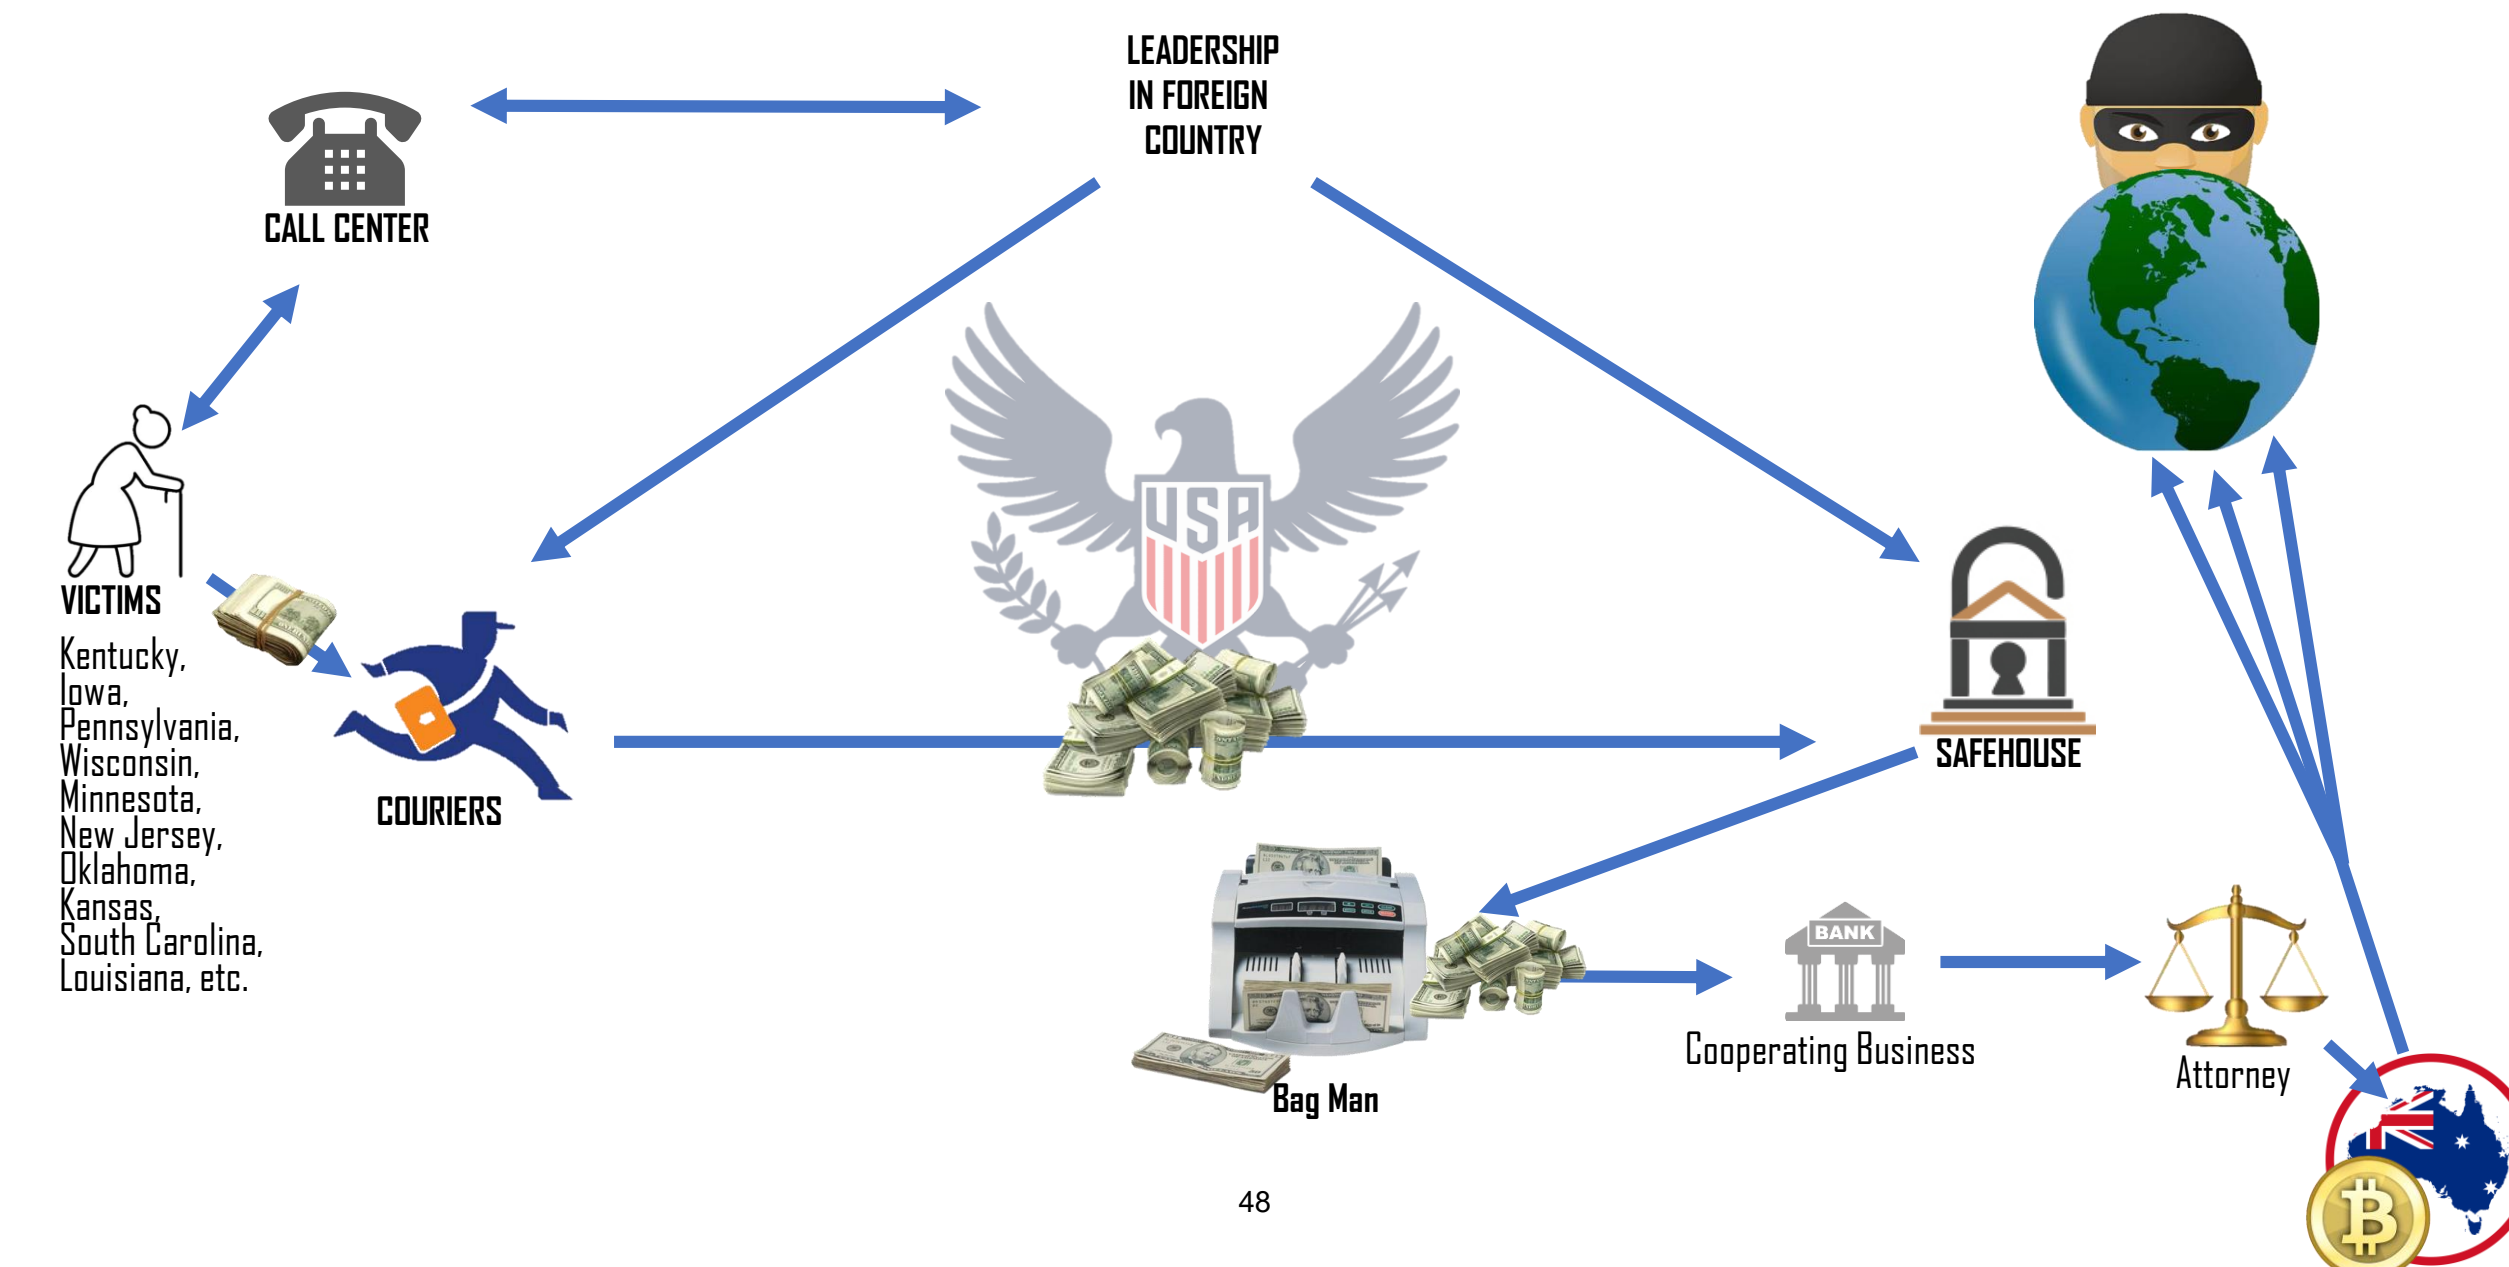 LEADERSHIP
IN FOREIGN
COUNTRY
CALL CENTER
USA
VICTIMS
Kentucky,
Iowa,
Pennsylvania,
Wisconsin,
Minnesota,
New Jersey,
Oklahoma,
Kansas,
South Carolina,
Louisiana, etc.
COURIERS
SAFEHOUSE
BANK
Cooperating Business
Attorney
Bag Man
48